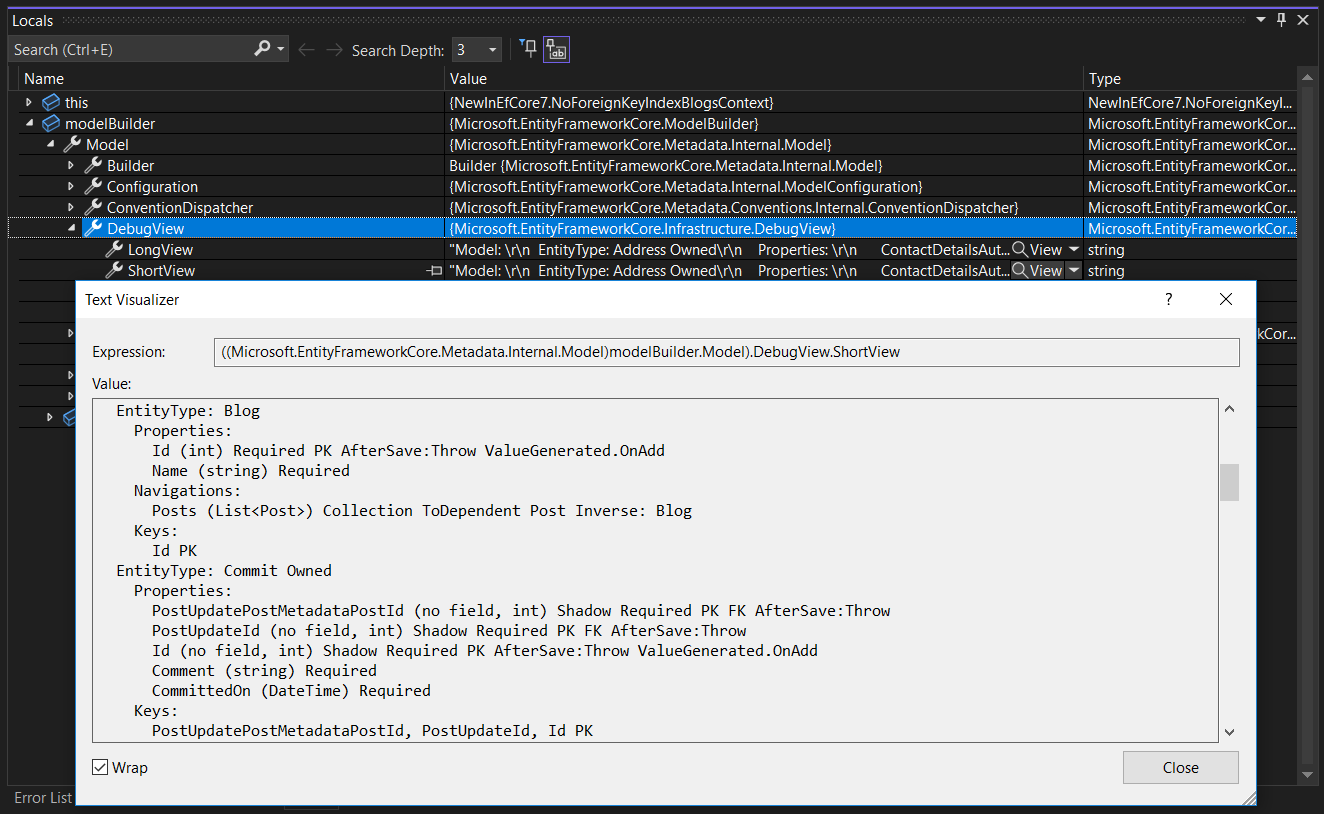 Locals
Search (Ctrl+E) Search Depth: 3
Name Value Type
this {NewInEfCore7.NoForeignKeyIndexBlogsContext} NewInEfCore7.NoForeignKeyI...
modelBuilder {Microsoft.EntityFrameworkCore.ModelBuilder} Microsoft.EntityFrameworkCor...
Model {Microsoft.EntityFrameworkCore.Metadata.Internal.Model} Microsoft.EntityFrameworkCor...
Builder Builder {Microsoft.EntityFrameworkCore.Metadata.Internal.Model} Microsoft.EntityFrameworkCor...
Configuration {Microsoft.EntityFrameworkCore.Metadata.Internal.ModelConfiguration} Microsoft.EntityFrameworkCor...
ConventionDispatcher {Microsoft.EntityFrameworkCore.Metadata.Conventions.Internal.ConventionDispatcher} Microsoft.EntityFrameworkCor...
DebugView {Microsoft.EntityFrameworkCore.Infrastructure.DebugView} Microsoft.EntityFrameworkCor...
LongView "Model: \r\n  EntityType: Address Owned\r\n    Properties: \r\n      ContactDetailsAut... View string
ShortView "Model: \r\n  EntityType: Address Owned\r\n    Properties: \r\n      ContactDetailsAut... View string
Text Visualizer ?
kCor...
Expression: ((Microsoft.EntityFrameworkCore.Metadata.Internal.Model)modelBuilder.Model).DebugView.ShortView
Value:
EntityType: Blog
Properties:
Id (int) Required PK AfterSave:Throw ValueGenerated.OnAdd
Name (string) Required
Navigations:
Posts (List<Post>) Collection ToDependent Post Inverse: Blog
Keys:
Id PK
EntityType: Commit Owned
Properties:
PostUpdatePostMetadataPostId (no field, int) Shadow Required PK FK AfterSave:Throw
PostUpdateId (no field, int) Shadow Required PK FK AfterSave:Throw
Id (no field, int) Shadow Required PK AfterSave:Throw ValueGenerated.OnAdd
Comment (string) Required
CommittedOn (DateTime) Required
Keys:
PostUpdatePostMetadataPostId, PostUpdateId, Id PK
Wrap Close
Error List